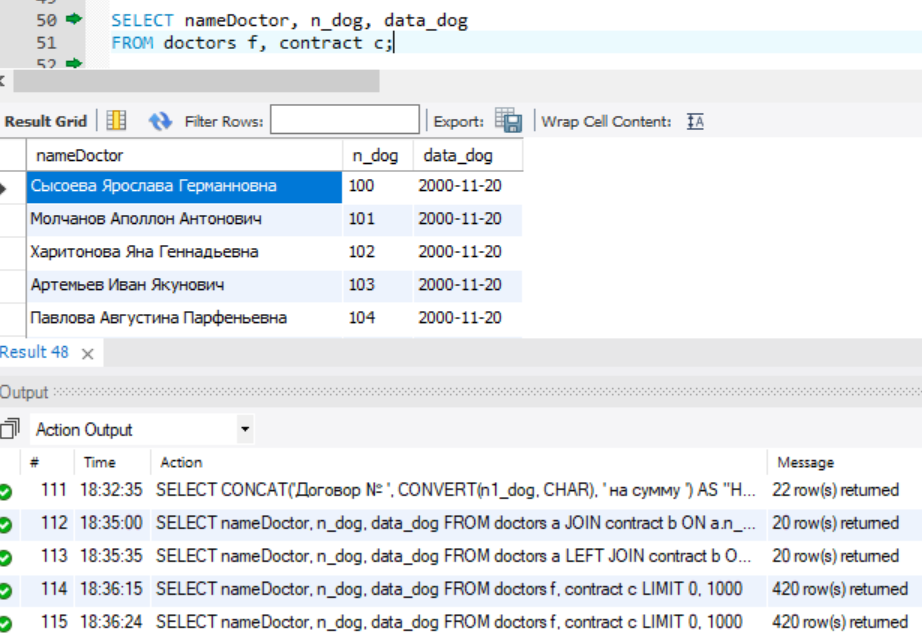 50 SELECT nameDoctor, n_dog, data_dog
51 FROM doctors f, contract c;
52
Result Grid Filter Rows: Export: Wrap Cell Content:
nameDoctor n_dog data_dog
Сысоева Ярослава Германновна 100 2000-11-20
Молчанов Аполлон Антонович 101 2000-11-20
Харитонова Яна Геннадьевна 102 2000-11-20
Артемьев Иван Якунович 103 2000-11-20
Павлова Августина Парфеньевна 104 2000-11-20
Result 48
Output
Action Output
# Time Action Message
111 18:32:35 SELECT CONCAT('Договор № ', CONVERT(n1_dog, CHAR), ' на сумму ') AS "Н... 22 row(s) returned
112 18:35:00 SELECT nameDoctor, n_dog, data_dog FROM doctors a JOIN contract b ON a.n_... 20 row(s) returned
113 18:35:35 SELECT nameDoctor, n_dog, data_dog FROM doctors a LEFT JOIN contract b O... 20 row(s) returned
114 18:36:15 SELECT nameDoctor, n_dog, data_dog FROM doctors f, contract c LIMIT 0, 1000 420 row(s) returned
115 18:36:24 SELECT nameDoctor, n_dog, data_dog FROM doctors f, contract c LIMIT 0, 1000 420 row(s) returned